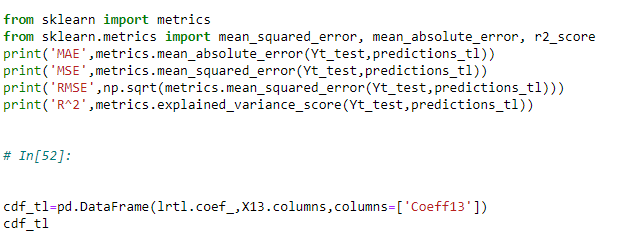 from sklearn import metrics
from sklearn.metrics import mean_squared_error, mean_absolute_error, r2_score
print('MAE',metrics.mean_absolute_error(Yt_test,predictions_tl))
print('MSE',metrics.mean_squared_error(Yt_test,predictions_tl))
print('RMSE',np.sqrt(metrics.mean_squared_error(Yt_test,predictions_tl)))
print('R^2',metrics.explained_variance_score(Yt_test,predictions_tl))
# In[52]:
cdf_tl=pd.DataFrame(lrtl.coef_,X13.columns,columns=['Coeff13'])
cdf_tl